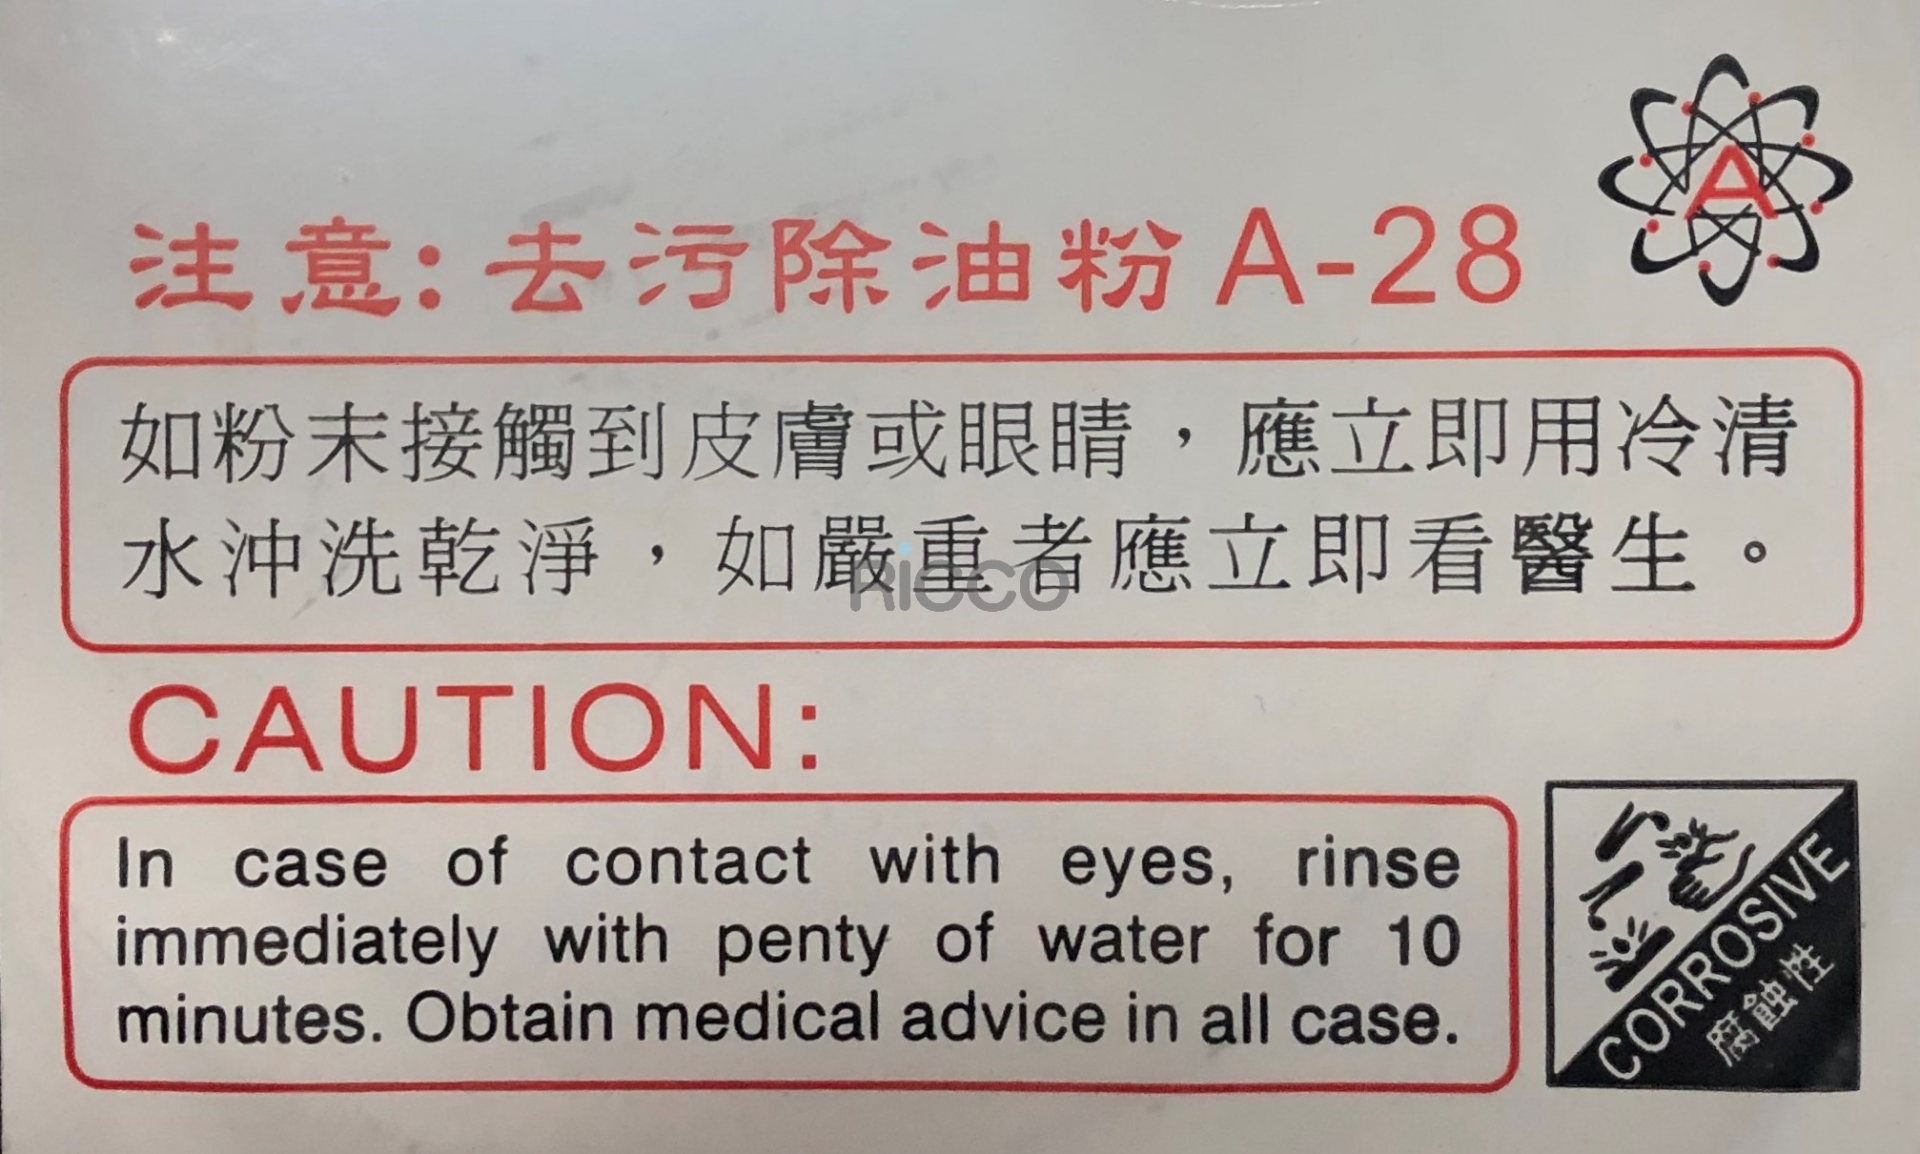 A
注意：去污除油粉 A-28
如粉末接觸到皮膚或眼睛，應立即用冷清
水沖洗乾淨，如嚴重者應立即看醫生。
RICCO
CAUTION:
In case of contact with eyes, rinse
immediately with penty of water for 10
minutes. Obtain medical advice in all case.
CORROSIVE
腐蝕性